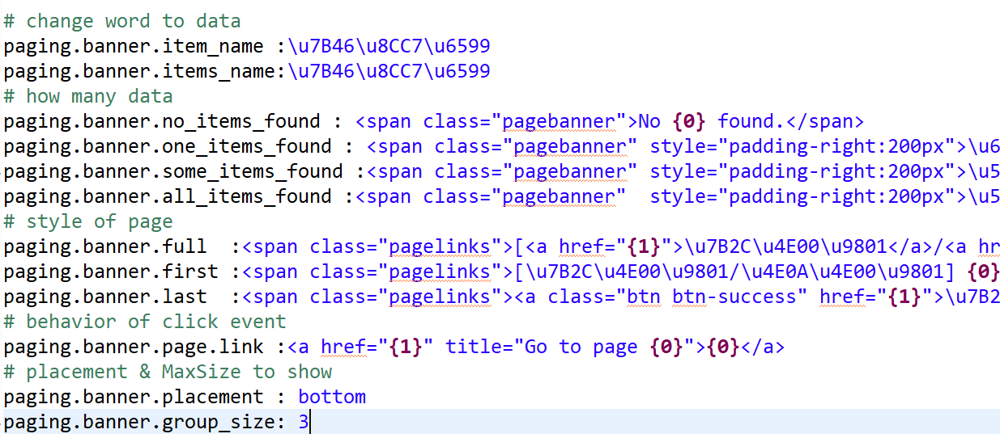 # change word to data
paging.banner.item_name :\u7B46\u8CC7\u6599
paging.banner.items_name:\u7B46\u8CC7\u6599
# how many data
paging.banner.no_items_found : <span class="pagebanner">No {0} found.</span>
paging.banner.one_items_found : <span class="pagebanner" style="padding-right:200px">\u6
paging.banner.some_items_found :<span class="pagebanner" style="padding-right:200px">\u5
paging.banner.all_items_found :<span class="pagebanner"  style="padding-right:200px">\u5
# style of page
paging.banner.full  :<span class="pagelinks">[<a href="{1}">\u7B2C\u4E00\u9801</a>/<a hr
paging.banner.first :<span class="pagelinks">[\u7B2C\u4E00\u9801/\u4E0A\u4E00\u9801] {0}
paging.banner.last  :<span class="pagelinks"><a class="btn btn-success" href="{1}">\u7B2
# behavior of click event
paging.banner.page.link :<a href="{1}" title="Go to page {0}">{0}</a>
# placement & MaxSize to show
paging.banner.placement : bottom
paging.banner.group_size: 3